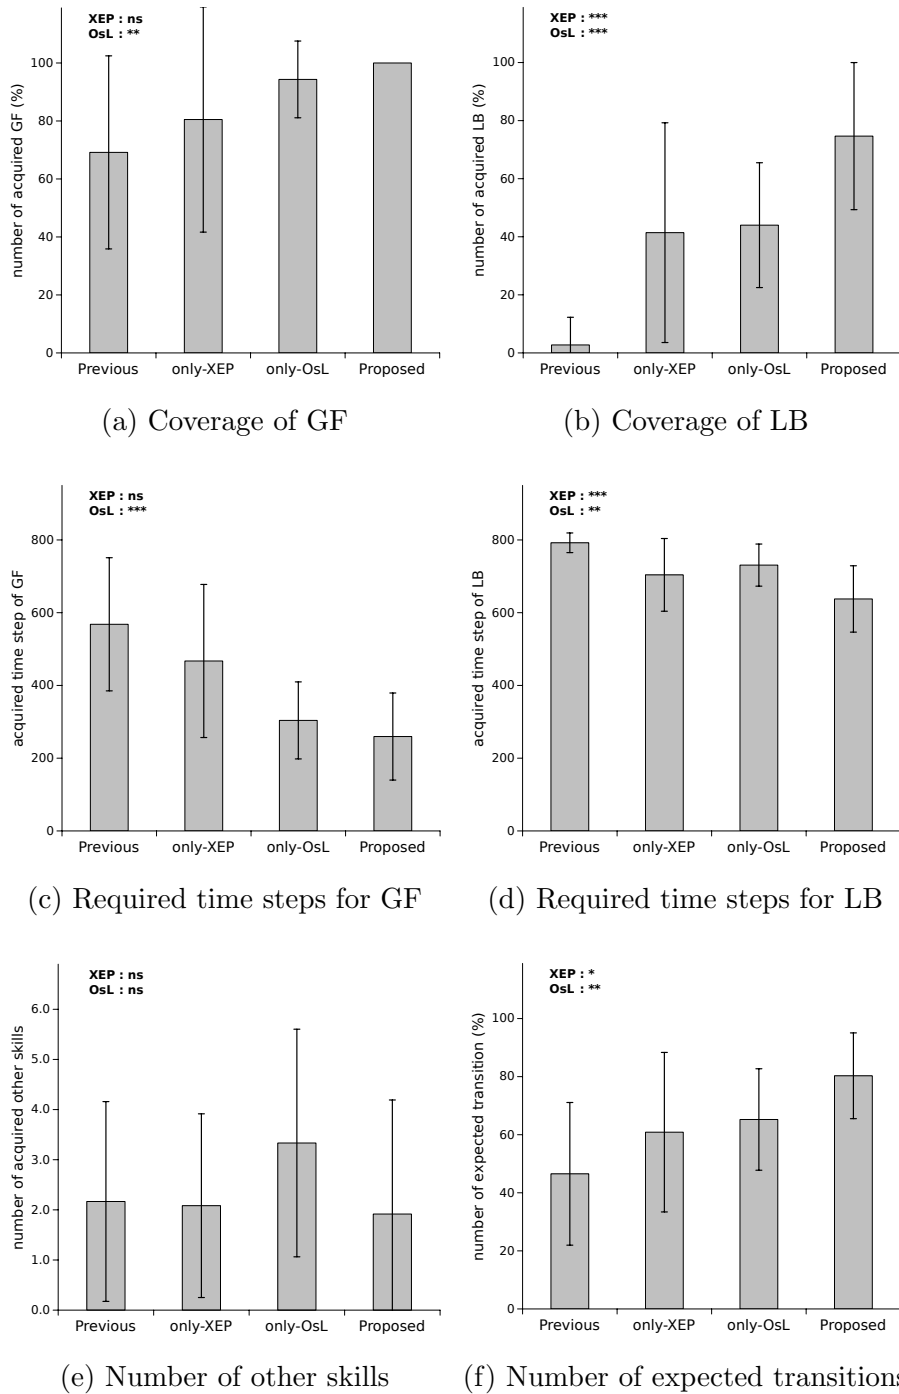 XEP : ns
OsL : **
number of acquired GF (%)
100
80
60
40
20
0
Previous
only-XEP
only-OsL
Proposed
(a) Coverage of GF
XEP : ***
OsL : ***
number of acquired LB (%)
100
80
60
40
20
0
Previous
only-XEP
only-OsL
Proposed
(b) Coverage of LB
XEP : ns
OsL : ***
acquired time step of GF
800
600
400
200
0
Previous
only-XEP
only-OsL
Proposed
(c) Required time steps for GF
XEP : ***
OsL : **
acquired time step of LB
800
600
400
200
0
Previous
only-XEP
only-OsL
Proposed
(d) Required time steps for LB
XEP : ns
OsL : ns
number of acquired other skills
6.0
5.0
4.0
3.0
2.0
1.0
0.0
Previous
only-XEP
only-OsL
Proposed
(e) Number of other skills
XEP : *
OsL : **
number of expected transition (%)
100
80
60
40
20
0
Previous
only-XEP
only-OsL
Proposed
(f) Number of expected transitions